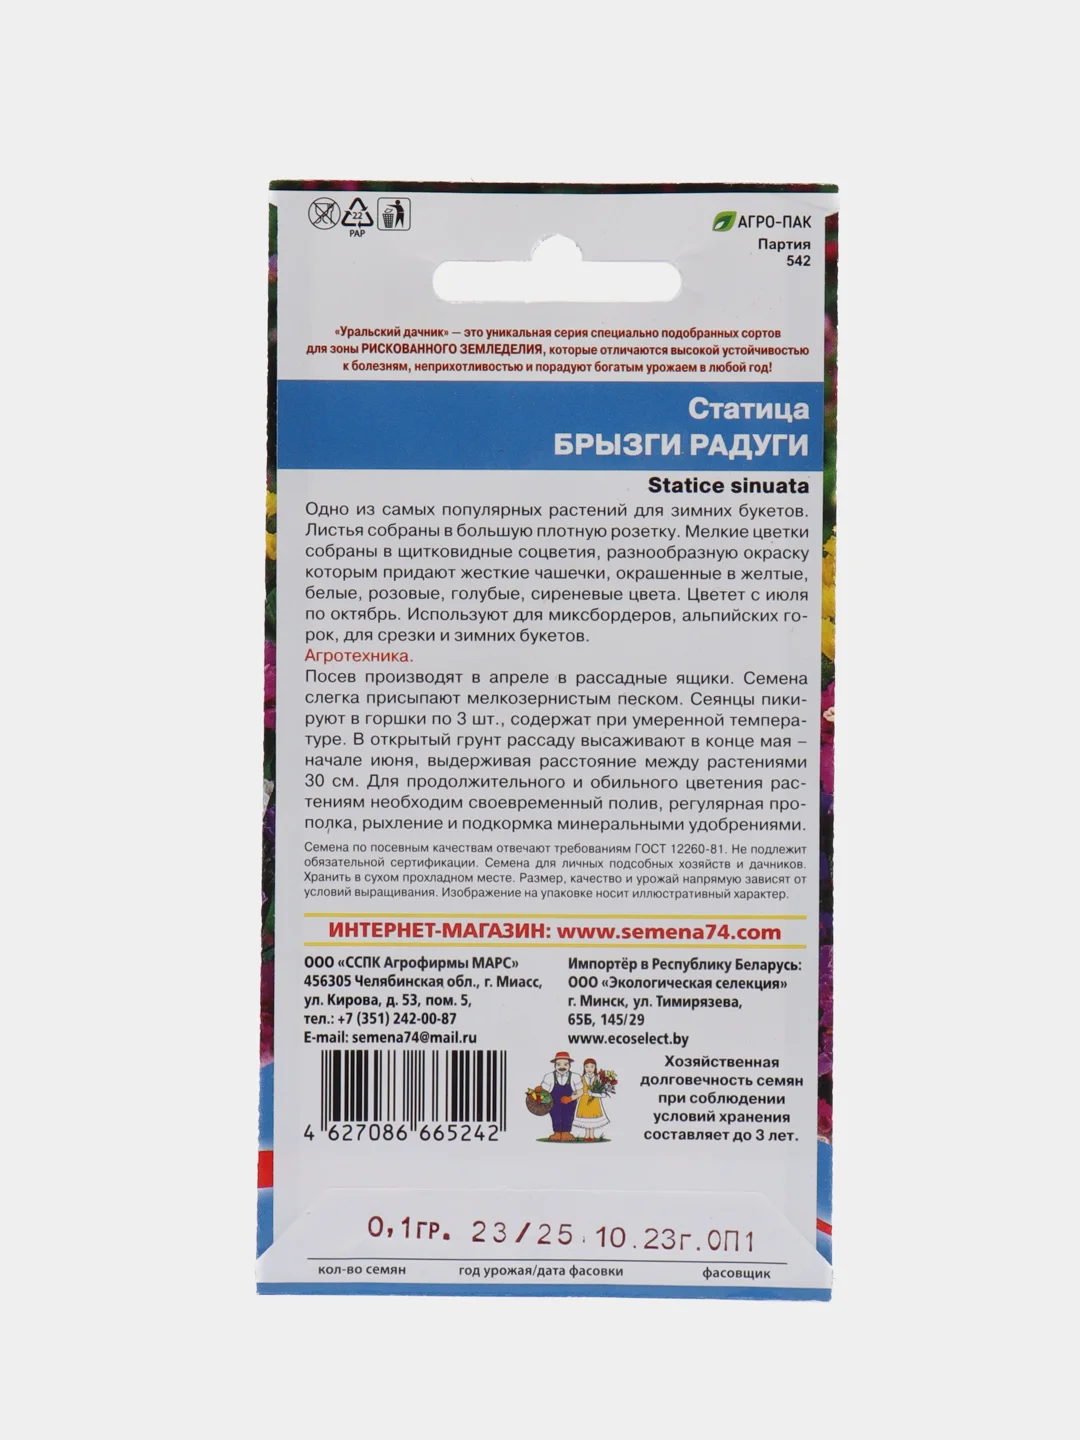 22
PAP
АГРО-ПАК
Партия
542
«Уральский дачник» — это уникальная серия специально подобранных сортов
для зоны РИСКОВАННОГО ЗЕМЛЕДЕЛИЯ, которые отличаются высокой устойчивостью
к болезням, неприхотливостью и порадуют богатым урожаем в любой год!
Статица
БРЫЗГИ РАДУГИ
Statice sinuata
Одно из самых популярных растений для зимних букетов.
Листья собраны в большую плотную розетку. Мелкие цветки
собраны в щитковидные соцветия, разнообразную окраску
которым придают жесткие чашечки, окрашенные в желтые,
белые, розовые, голубые, сиреневые цвета. Цветет с июля
по октябрь. Используют для миксбордеров, альпийских го-
рок, для срезки и зимних букетов.
Агротехника.
Посев производят в апреле в рассадные ящики. Семена
слегка присыпают мелкозернистым песком. Сеянцы пики-
руют в горшки по 3 шт., содержат при умеренной темпера-
туре. В открытый грунт рассаду высаживают в конце мая –
начале июня, выдерживая расстояние между растениями
30 см. Для продолжительного и обильного цветения рас-
тениям необходим своевременный полив, регулярная про-
полка, рыхление и подкормка минеральными удобрениями.
Семена по посевным качествам отвечают требованиям ГОСТ 12260-81. Не подлежит
обязательной сертификации. Семена для личных подсобных хозяйств и дачников.
Хранить в сухом прохладном месте. Размер, качество и урожай напрямую зависят от
условий выращивания. Изображение на упаковке носит иллюстративный характер.
ИНТЕРНЕТ-МАГАЗИН: www.semena74.com
ООО «ССПК Агрофирмы МАРС»
456305 Челябинская обл., г. Миасс,
ул. Кирова, д. 53, пом. 5,
тел.: +7 (351) 242-00-87
E-mail: semena74@mail.ru
Импортёр в Республику Беларусь:
ООО «Экологическая селекция»
г. Минск, ул. Тимирязева,
65Б, 145/29
www.ecoselect.by
Хозяйственная
долговечность семян
при соблюдении
условий хранения
составляет до 3 лет.
4 627086 665242
0,1гр. 23/25.10.23г.ОП1
кол-во семян год урожая/дата фасовки фасовщик